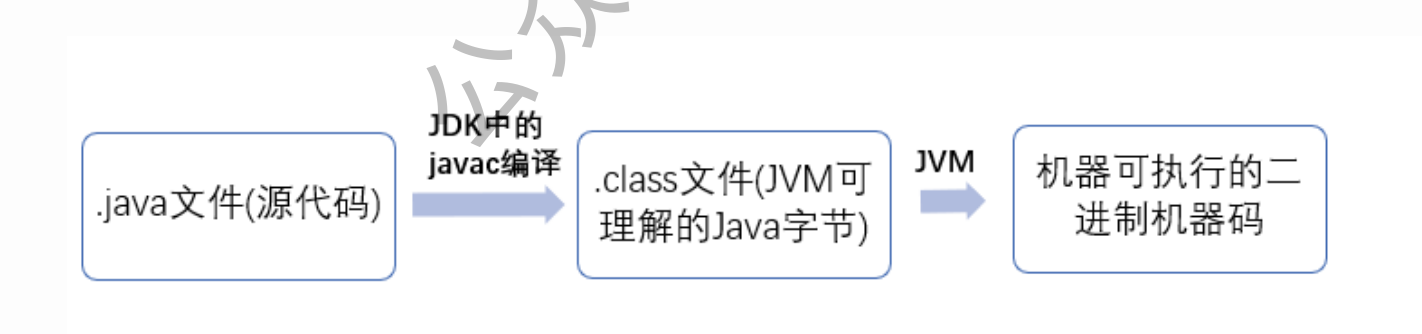 公众
JDK中的
javac编译
.java文件(源代码)
.class文件(JVM可
理解的Java字节)
JVM
机器可执行的二
进制机器码